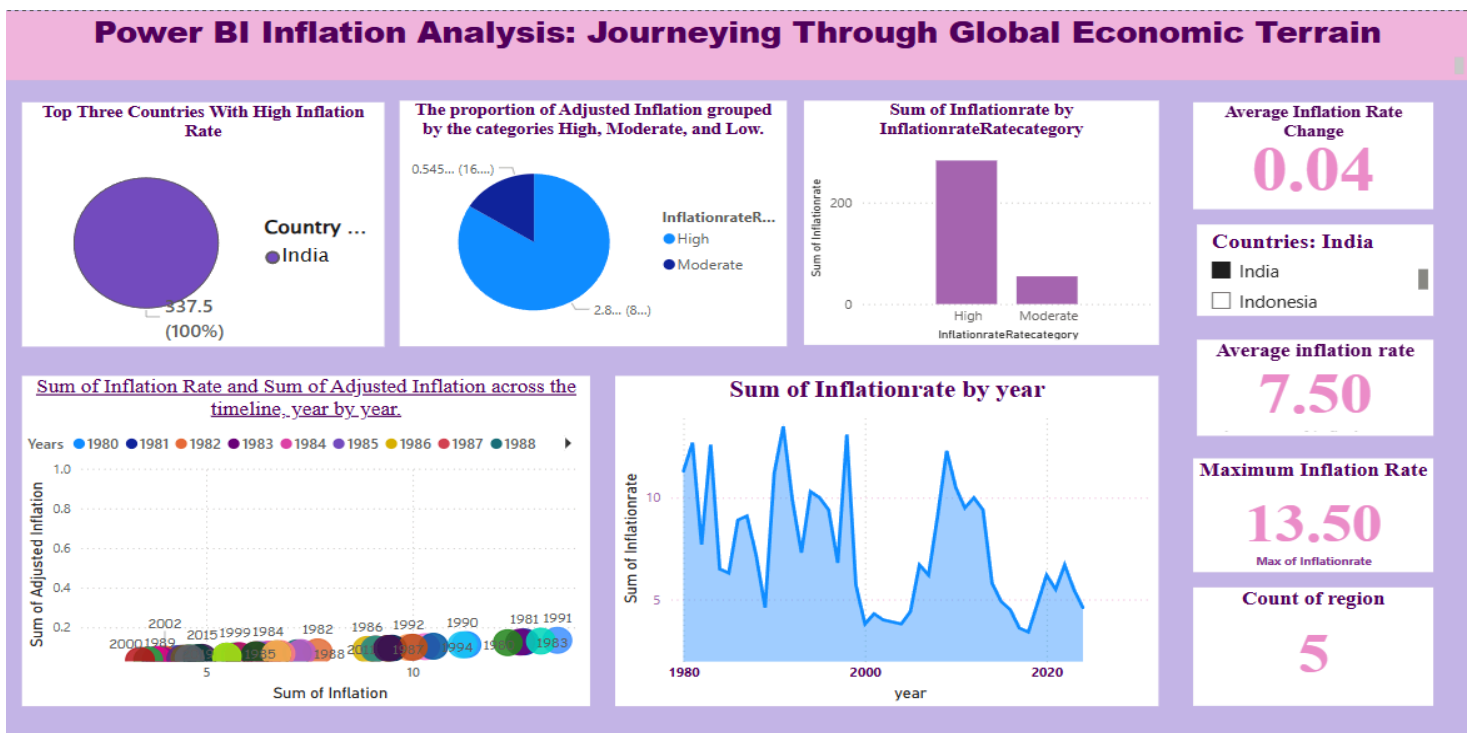 Power BI Inflation Analysis: Journeying Through Global Economic Terrain
Top Three Countries With High Inflation
Rate
Country ...
India
337.5
(100%)
The proportion of Adjusted Inflation grouped
by the categories High, Moderate, and Low.
0.545... (16....)
InflationrateR...
High
Moderate
2.8... (8...)
Sum of Inflationrate by
InflationrateRatecategory
Sum of Inflationrate
200
0
High
Moderate
InflationrateRatecategory
Average Inflation Rate
Change
0.04
Countries: India
India
Indonesia
Average inflation rate
7.50
Maximum Inflation Rate
13.50
Max of Inflationrate
Count of region
5
Sum of Inflation Rate and Sum of Adjusted Inflation across the
timeline, year by year.
Years 1980 1981 1982 1983 1984 1985 1986 1987 1988
Sum of Adjusted Inflation
1.0
0.8
0.6
0.4
0.2
2002
2000 1989
2015 1999 1984
1985
1982
1988
1986
1992
1987
1990
1994
1981 1991
1983
5
10
Sum of Inflation
Sum of Inflationrate by year
Sum of Inflationrate
10
5
1980
2000
2020
year